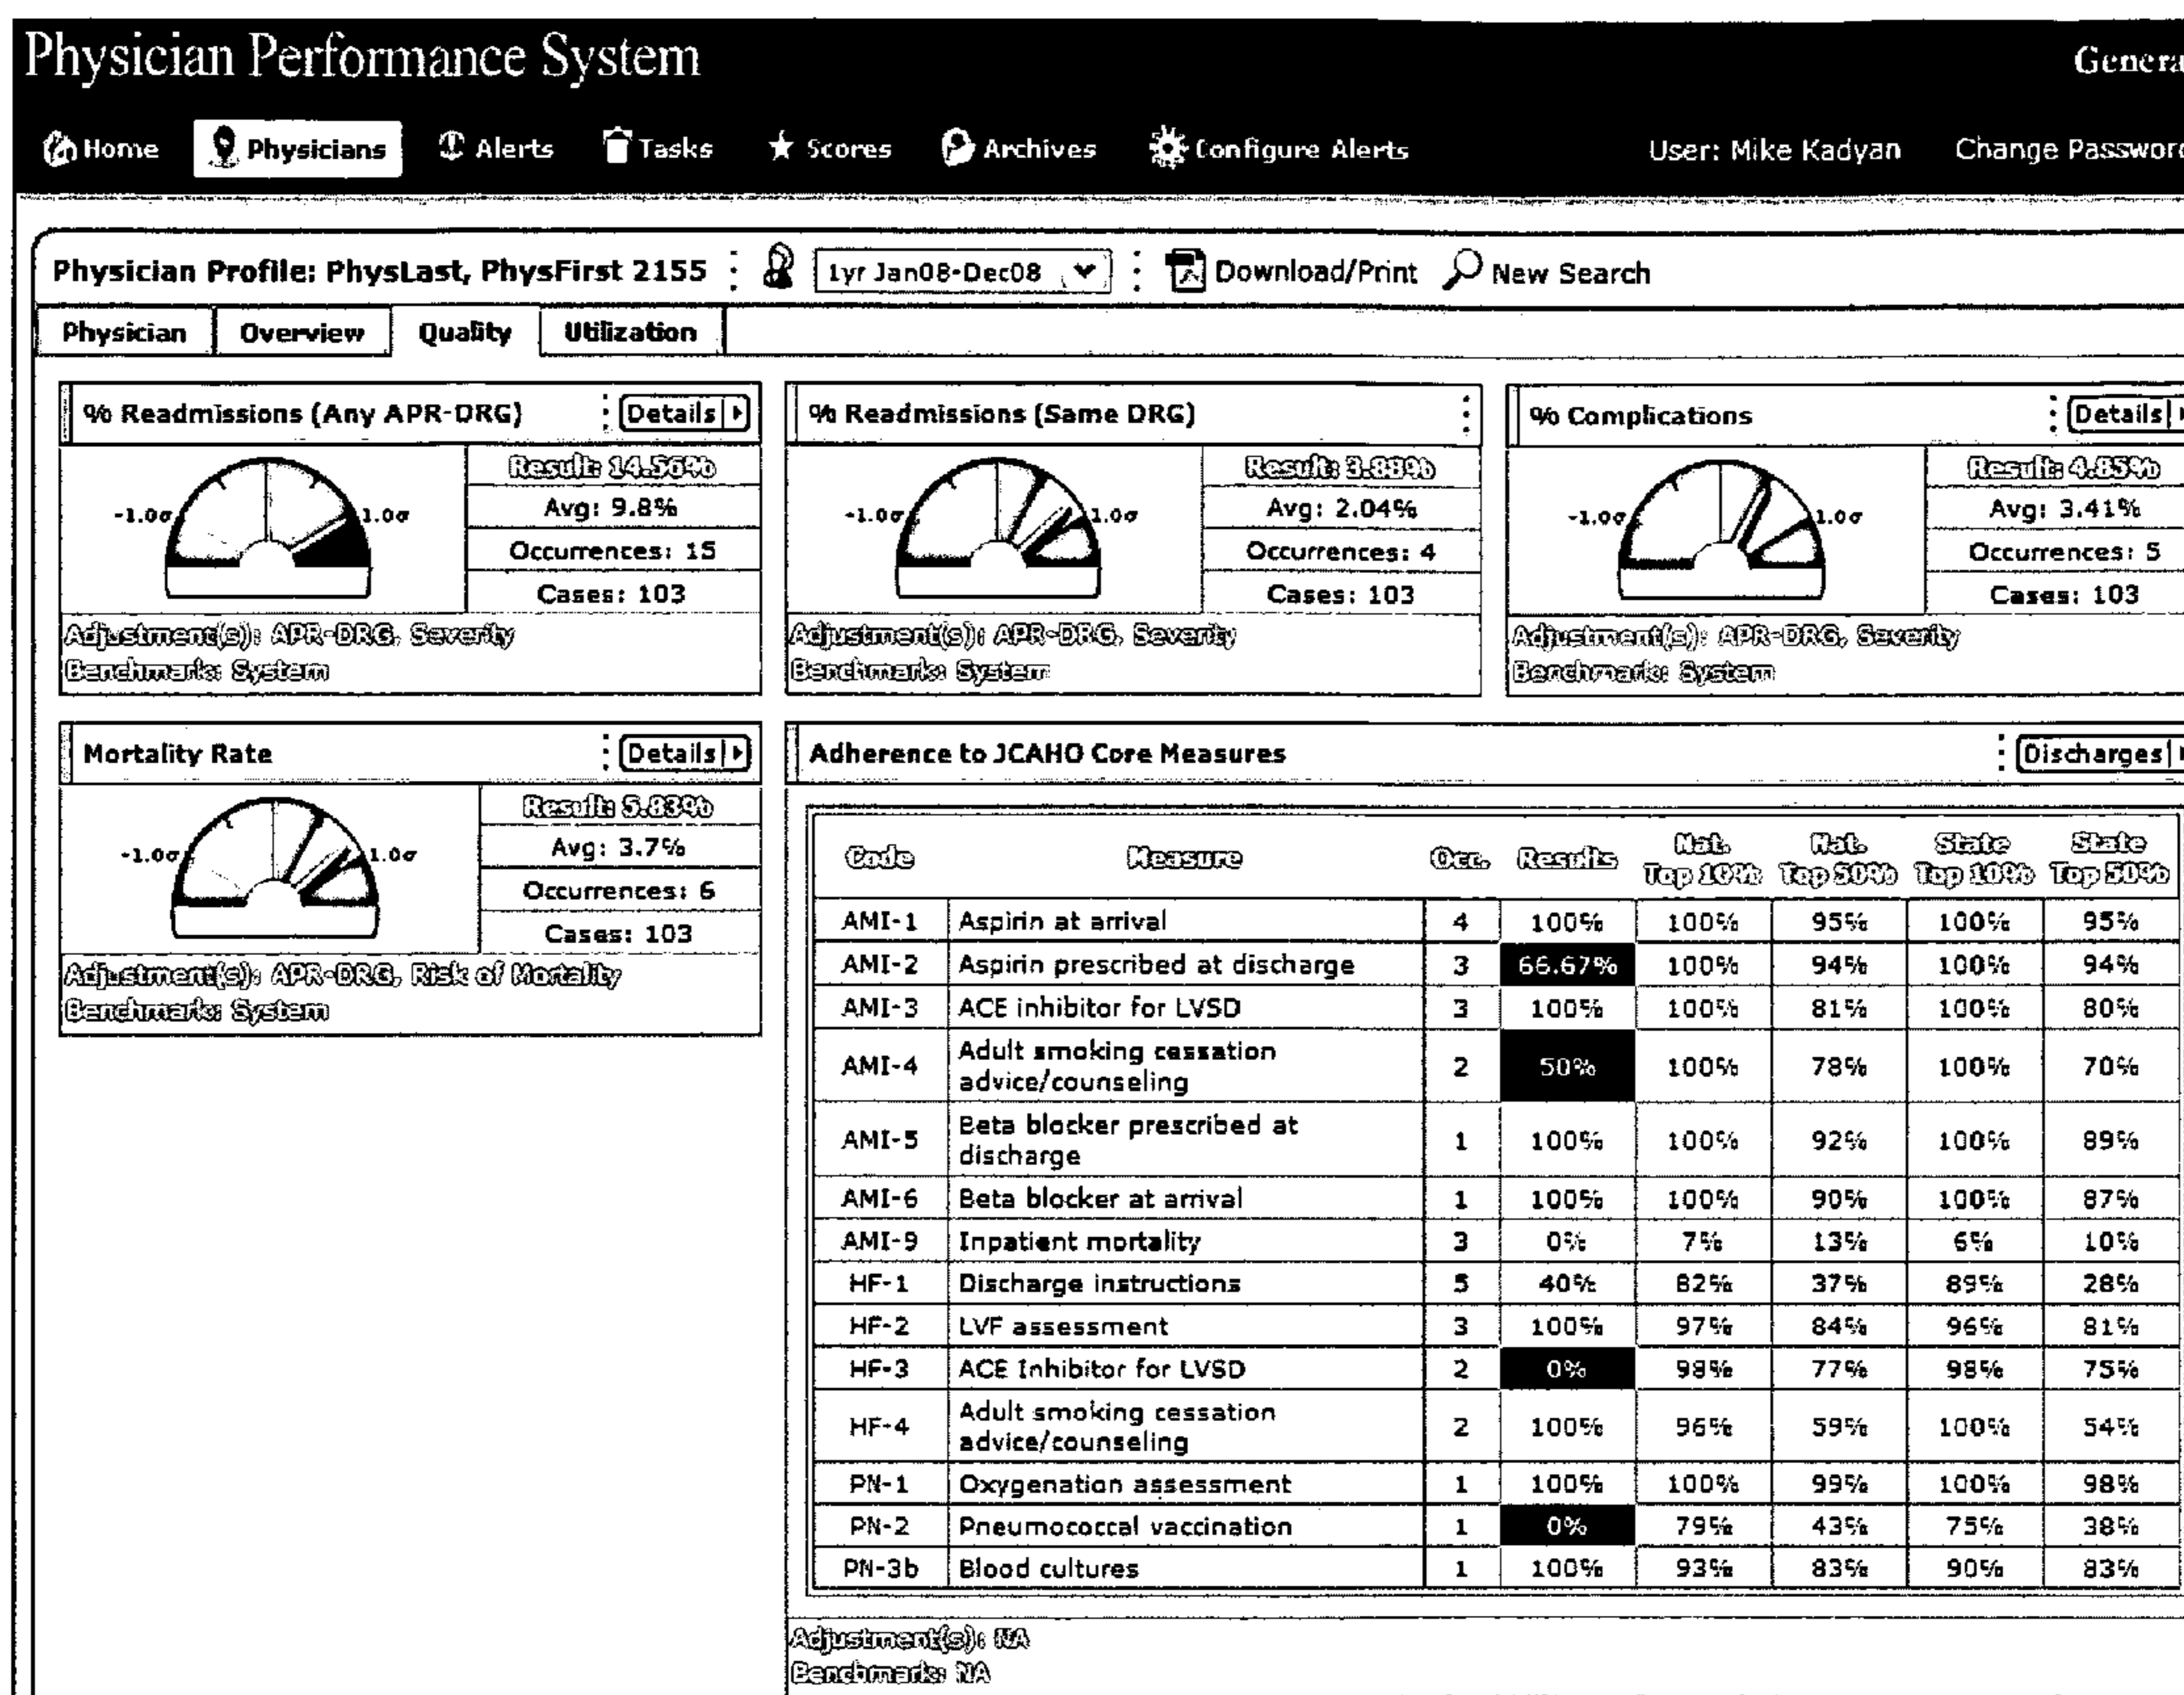 Physician Performance System
Genera
Home Physicians Alerts Tasks Scores Archives Configure Alerts User: Mike Kadyan Change Password
Physician Profile: PhysLast, PhysFirst 2155 1yr Jan08-Dec08 Download/Print New Search
Physician Overview Quality Utilization
% Readmissions (Any APR-DRG) Details
-1.0σ 1.0σ
Result: 14.56%
Avg: 9.8%
Occurrences: 15
Cases: 103
Adjustment(s): APR-DRG, Severity
Benchmark: System
% Readmissions (Same DRG)
-1.0σ 1.0σ
Result: 3.88%
Avg: 2.04%
Occurrences: 4
Cases: 103
Adjustment(s): APR-DRG, Severity
Benchmark: System
% Complications Details
-1.0σ 1.0σ
Result: 4.85%
Avg: 3.41%
Occurrences: 5
Cases: 103
Adjustment(s): APR-DRG, Severity
Benchmark: System
Mortality Rate Details
-1.0σ 1.0σ
Result: 5.83%
Avg: 3.7%
Occurrences: 6
Cases: 103
Adjustment(s): APR-DRG, Risk of Mortality
Benchmark: System
Adherence to JCAHO Core Measures Discharges
Code Measure Occ. Results Nat. Top 10% Nat. Top 50% State Top 10% State Top 50%
AMI-1 Aspirin at arrival 4 100% 100% 95% 100% 95%
AMI-2 Aspirin prescribed at discharge 3 66.67% 100% 94% 100% 94%
AMI-3 ACE inhibitor for LVSD 3 100% 100% 81% 100% 80%
AMI-4 Adult smoking cessation advice/counseling 2 50% 100% 78% 100% 70%
AMI-5 Beta blocker prescribed at discharge 1 100% 100% 92% 100% 89%
AMI-6 Beta blocker at arrival 1 100% 100% 90% 100% 87%
AMI-9 Inpatient mortality 3 0% 7% 13% 6% 10%
HF-1 Discharge instructions 5 40% 82% 37% 89% 28%
HF-2 LVF assessment 3 100% 97% 84% 96% 81%
HF-3 ACE Inhibitor for LVSD 2 0% 98% 77% 98% 75%
HF-4 Adult smoking cessation advice/counseling 2 100% 96% 59% 100% 54%
PN-1 Oxygenation assessment 1 100% 100% 99% 100% 98%
PN-2 Pneumococcal vaccination 1 0% 79% 43% 75% 38%
PN-3b Blood cultures 1 100% 93% 83% 90% 83%
Adjustment(s): NA
Benchmark: NA